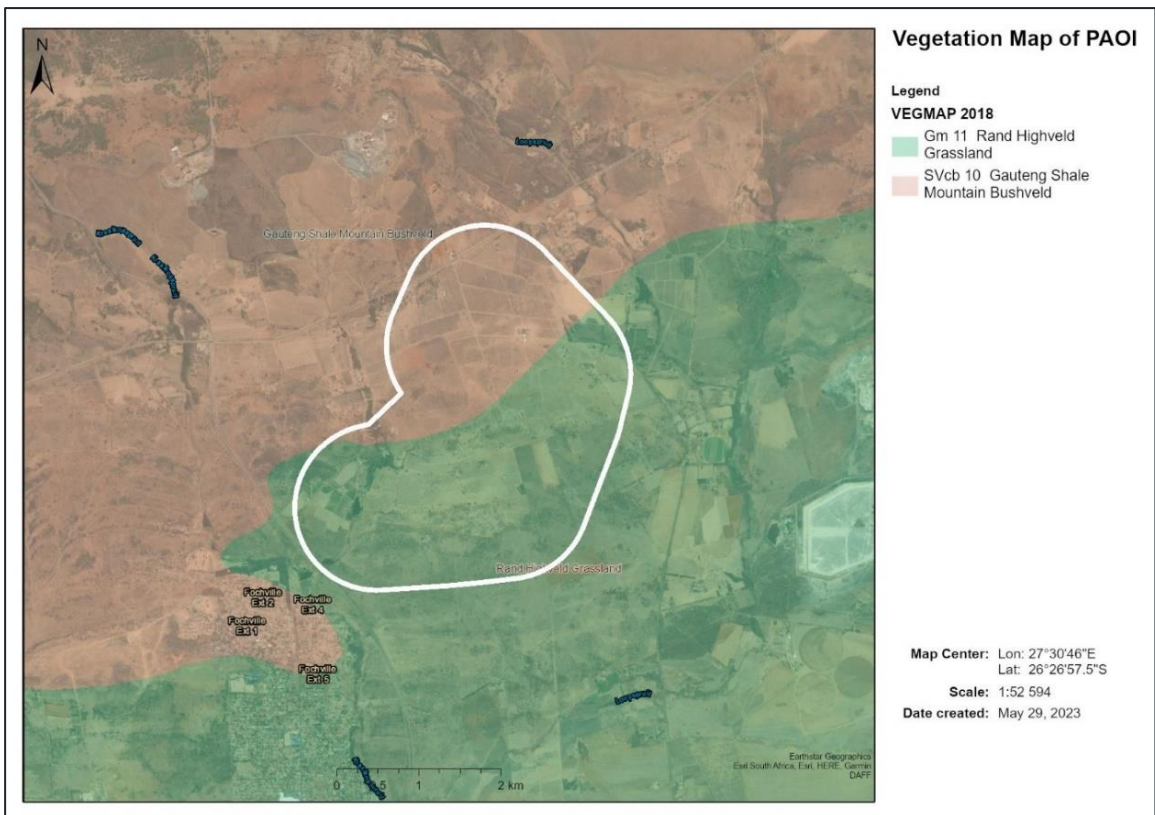 Vegetation Map of PAOI
Legend
VEGMAP 2018
Gm 11 Rand Highveld
Grassland
SVcb 10 Gauteng Shale
Mountain Bushveld
Map Center: Lon: 27°30'46"E
Lat: 26°26'57.5"S
Scale: 1:52 594
Date created: May 29, 2023
N
Gauteng Shale Mountain Bushveld
Rand Highveld Grassland
Fochville
Ext 2
Fochville
Ext 4
Fochville
Ext 1
Fochville
Ext 5
0 .5 1 2 km
Earthstar Geographics
Esri South Africa, Esri, HERE, Garmin
DAFF